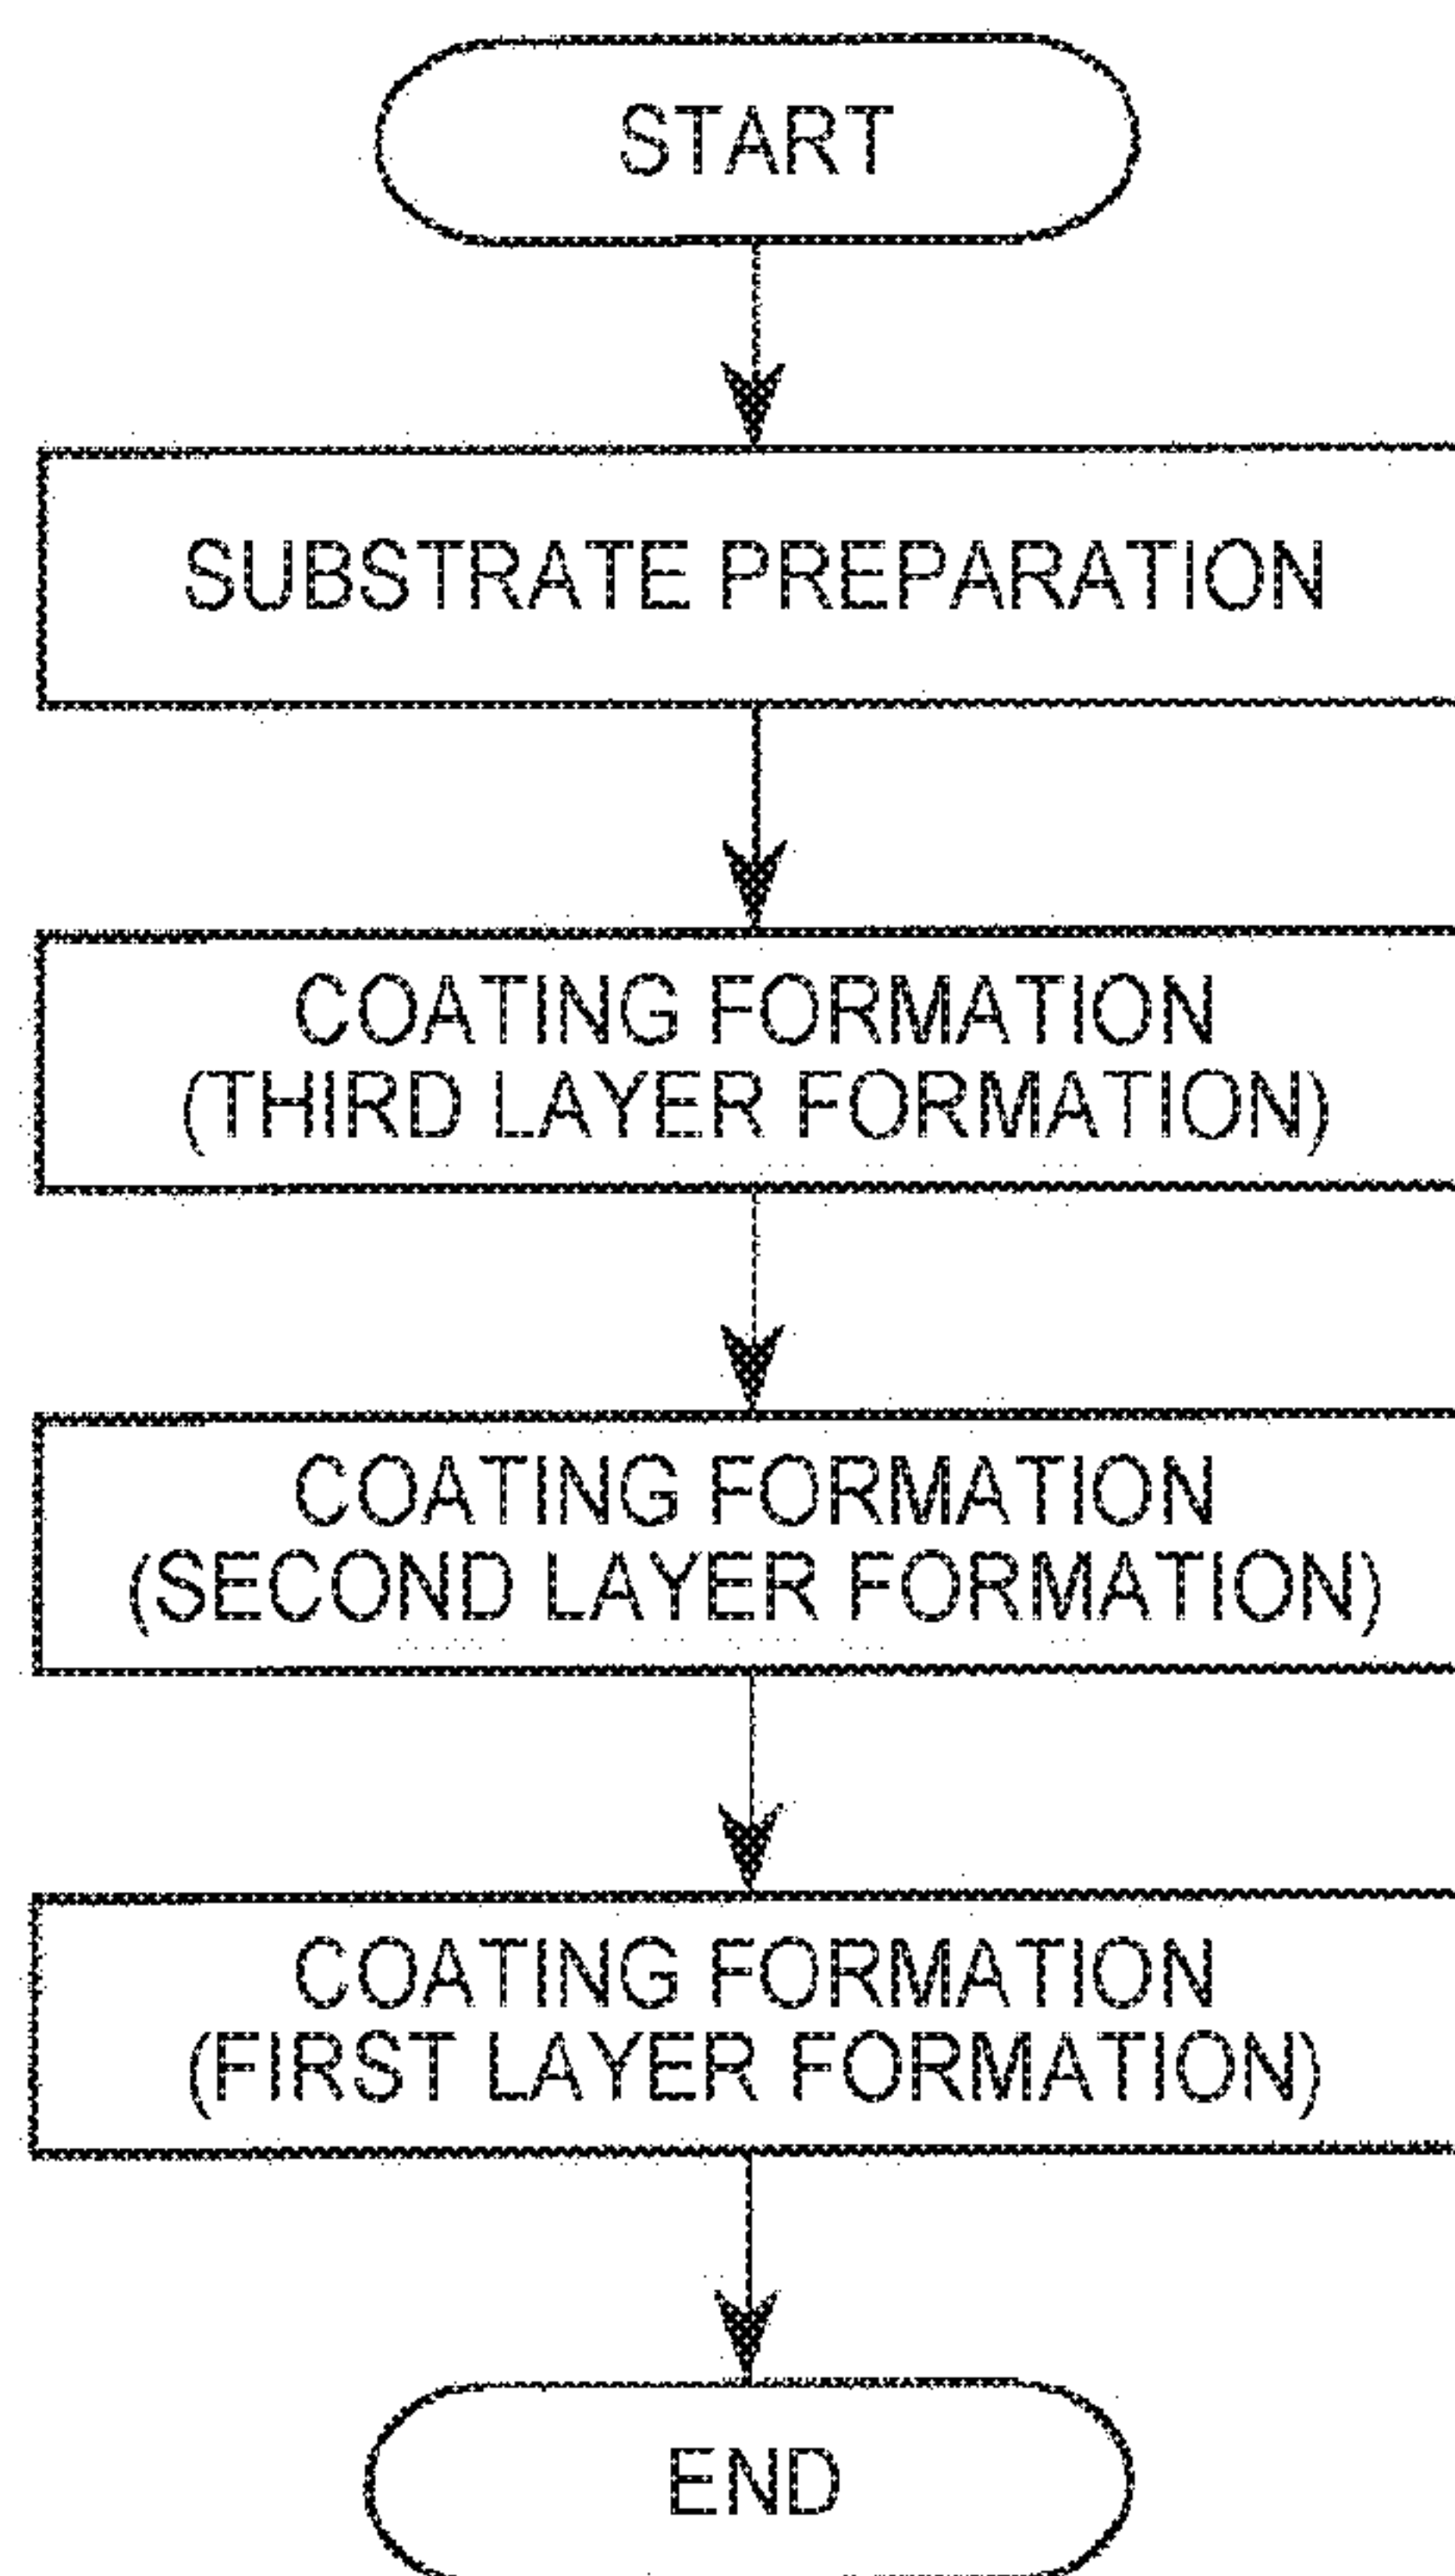 START
SUBSTRATE PREPARATION
COATING FORMATION
(THIRD LAYER FORMATION)
COATING FORMATION
(SECOND LAYER FORMATION)
COATING FORMATION
(FIRST LAYER FORMATION)
END